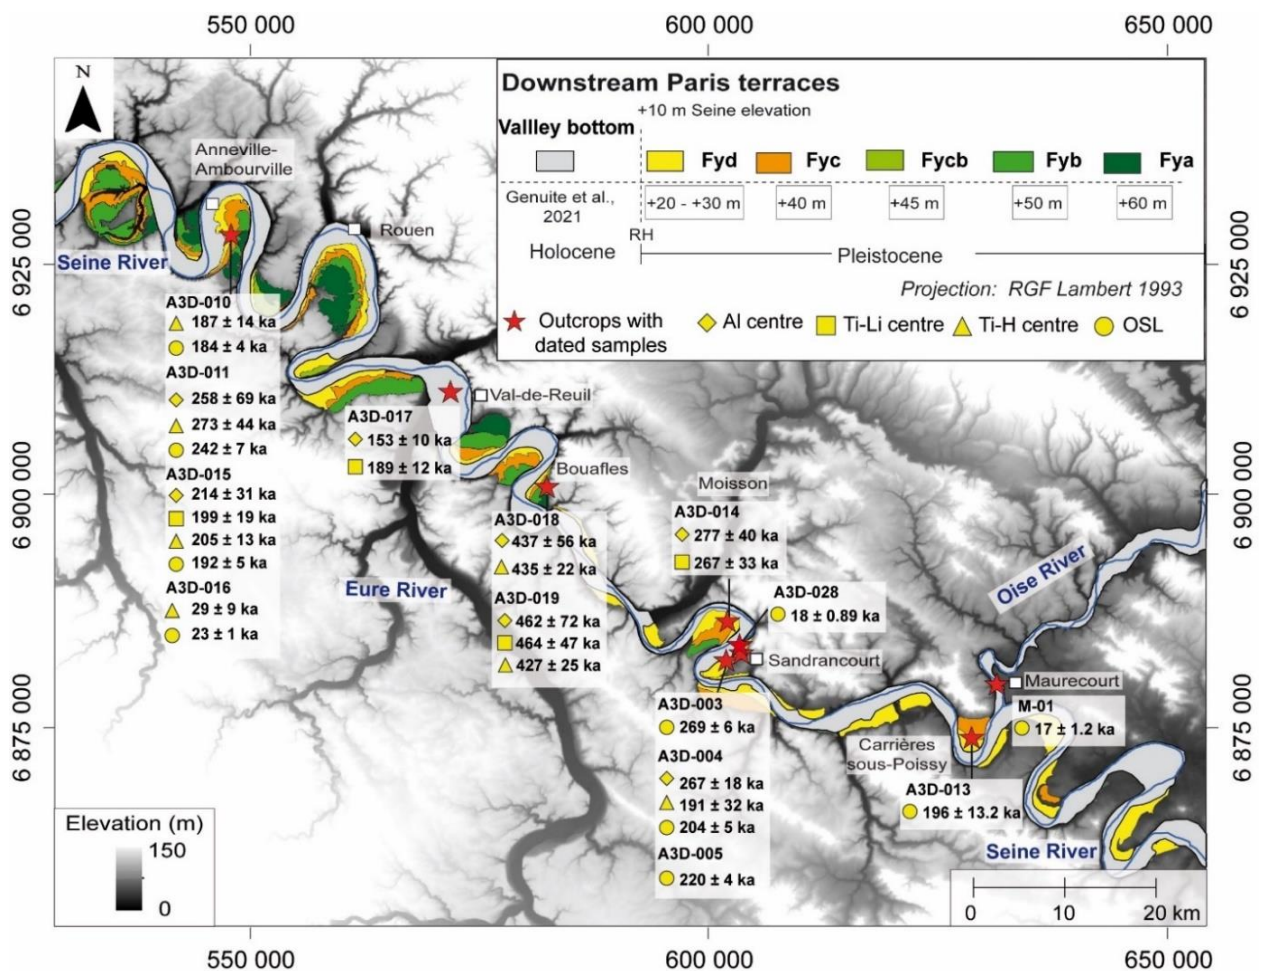 550 000
600 000
650 000
N
Downstream Paris terraces
+10 m Seine elevation
Vallley bottom
Fyd
Fyc
Fycb
Fyb
Fya
Genuite et al.,
2021
+20 - +30 m
+40 m
+45 m
+50 m
+60 m
RH
Holocene
Pleistocene
Projection: RGF Lambert 1993
Outcrops with
dated samples
Al centre
Ti-Li centre
Ti-H centre
OSL
6 925 000
6 900 000
6 875 000
6 925 000
6 900 000
6 875 000
Anneville-
Ambourville
Rouen
Seine River
A3D-010
187 ± 14 ka
184 ± 4 ka
A3D-011
258 ± 69 ka
273 ± 44 ka
242 ± 7 ka
A3D-015
214 ± 31 ka
199 ± 19 ka
205 ± 13 ka
192 ± 5 ka
A3D-016
29 ± 9 ka
23 ± 1 ka
Val-de-Reuil
A3D-017
153 ± 10 ka
189 ± 12 ka
Bouafles
A3D-018
437 ± 56 ka
435 ± 22 ka
A3D-019
462 ± 72 ka
464 ± 47 ka
427 ± 25 ka
Eure River
Moisson
A3D-014
277 ± 40 ka
267 ± 33 ka
A3D-028
18 ± 0.89 ka
Oise River
Sandrancourt
A3D-003
269 ± 6 ka
A3D-004
267 ± 18 ka
191 ± 32 ka
204 ± 5 ka
A3D-005
220 ± 4 ka
Maurecourt
M-01
17 ± 1.2 ka
Carrières
sous-Poissy
A3D-013
196 ± 13.2 ka
Seine River
Elevation (m)
150
0
0
10
20 km
550 000
600 000
650 000